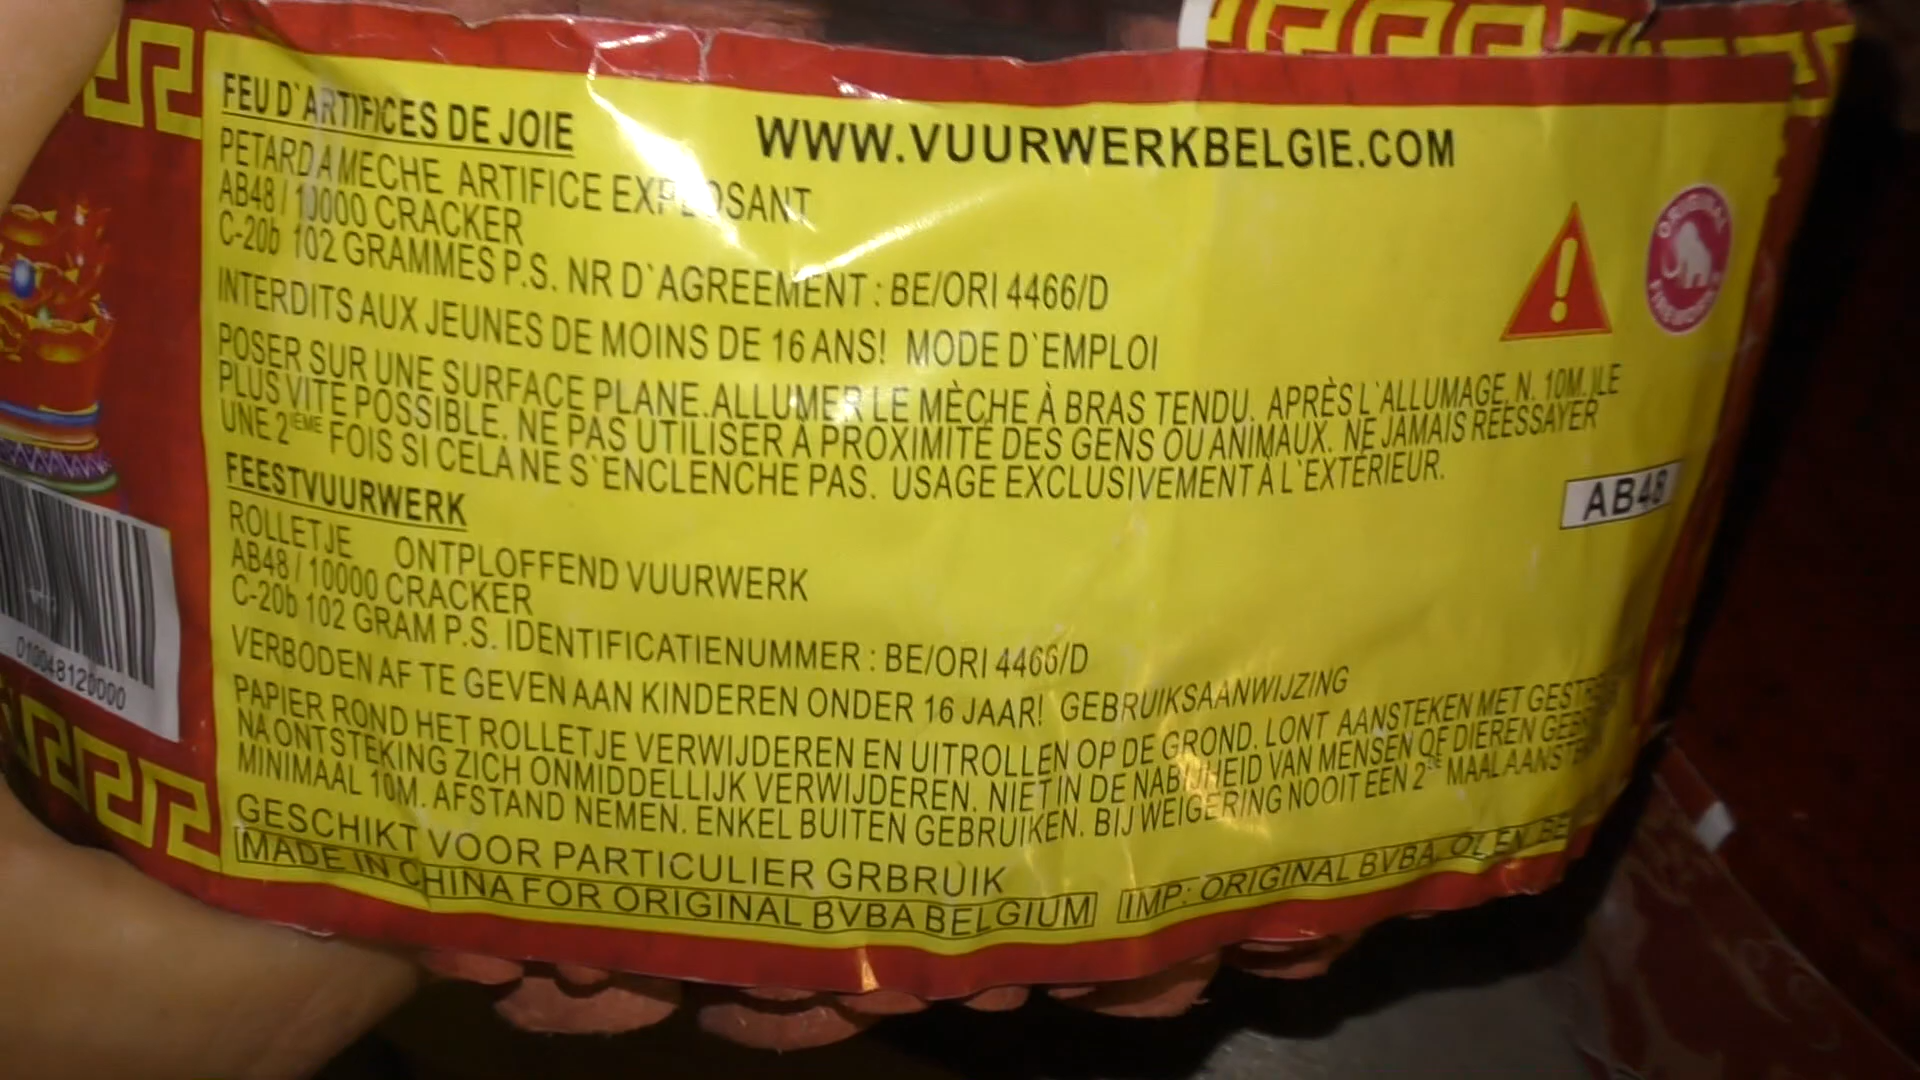 FEU D`ARTIFICES DE JOIE
WWW.VUURWERKBELGIE.COM
PETARD A MECHE ARTIFICE
AB48 / 10000 CRACKER
C-20b 102 GRAMMES P.S. NR D`AGREEMENT : BE/ORI 4466/D
INTERDITS AUX JEUNES DE MOINS DE 16 ANS! MODE D`EMPLOI
POSER SUR UNE SURFACE PLANE. ALLUMER LE MÈCHE À BRAS TENDU. APRÈS L`ALLUMAGE, N. 10M. )LE
PLUS VITE POSSIBLE. NE PAS UTILISER À PROXIMITÉ DES GENS OU ANIMAUX. NE JAMAIS RÉESSAYER
UNE 2IÈME FOIS SI CELA NE S`ENCLENCHE PAS. USAGE EXCLUSIVEMENT À L`EXTÉRIEUR.
ORIGINAL
AB48
FEESTVUURWERK
ROLLETJE ONTPLOFFEND VUURWERK
AB48 / 10000 CRACKER
C-20b 102 GRAM P.S. IDENTIFICATIENUMMER : BE/ORI 4466/D
VERBODEN AF TE GEVEN AAN KINDEREN ONDER 16 JAAR! GEBRUIKSAANWIJZING
PAPIER ROND HET ROLLETJE VERWIJDEREN EN UITROLLEN OP DE GROND. LONT AANSTEKEN MET
NA ONTSTEKING ZICH ONMIDDELLIJK VERWIJDEREN. NIET IN DE NABIJHEID VAN MENSEN OF DIEREN
MINIMAAL 10M. AFSTAND NEMEN. ENKEL BUITEN GEBRUIKEN. BIJ WEIGERING NOOIT EEN 2DE MAAL
GESCHIKT VOOR PARTICULIER GRBRUIK
MADE IN CHINA FOR ORIGINAL BVBA BELGIUM IMP: ORIGINAL BVBA, OLEN, BE
010048120000